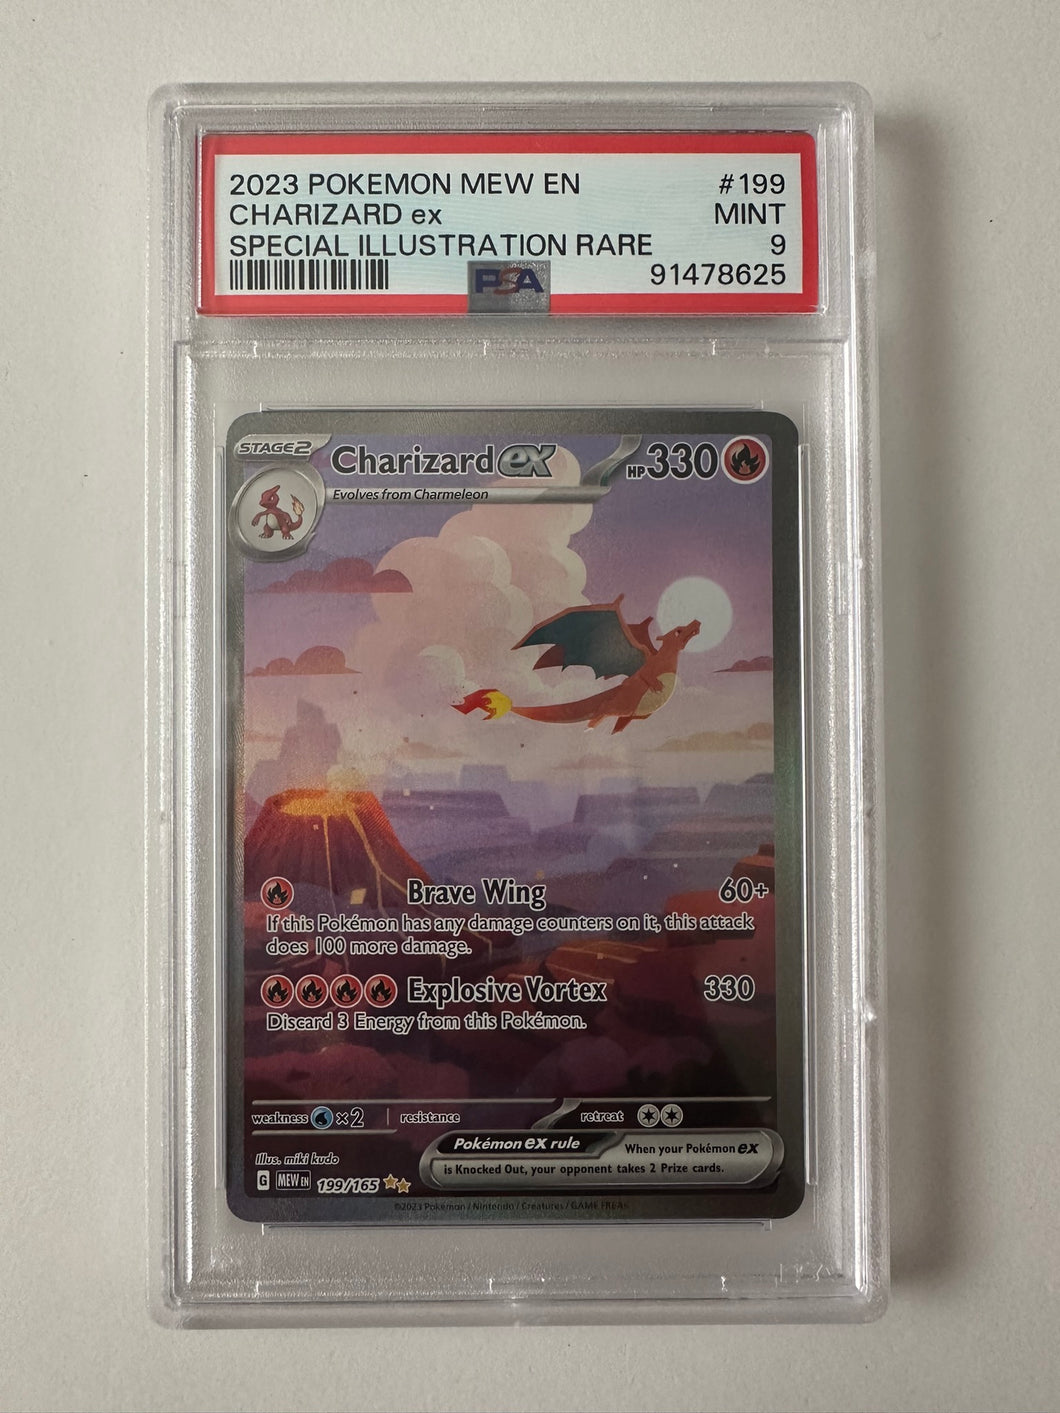 2023 POKEMON MEW EN #199
CHARIZARD ex MINT
SPECIAL ILLUSTRATION RARE 9
PSA 91478625
STAGE2 Charizard ex HP330
Evolves from Charmeleon
Brave Wing 60+
If this Pokémon has any damage counters on it, this attack
does 100 more damage.
Explosive Vortex 330
Discard 3 Energy from this Pokémon.
weakness x2 resistance retreat
Pokémon ex rule When your Pokémon ex
is Knocked Out, your opponent takes 2 Prize cards.
Illus. miki kudo
G MEW EN 199/165
©2023 Pokémon / Nintendo / Creatures / GAME FREAK